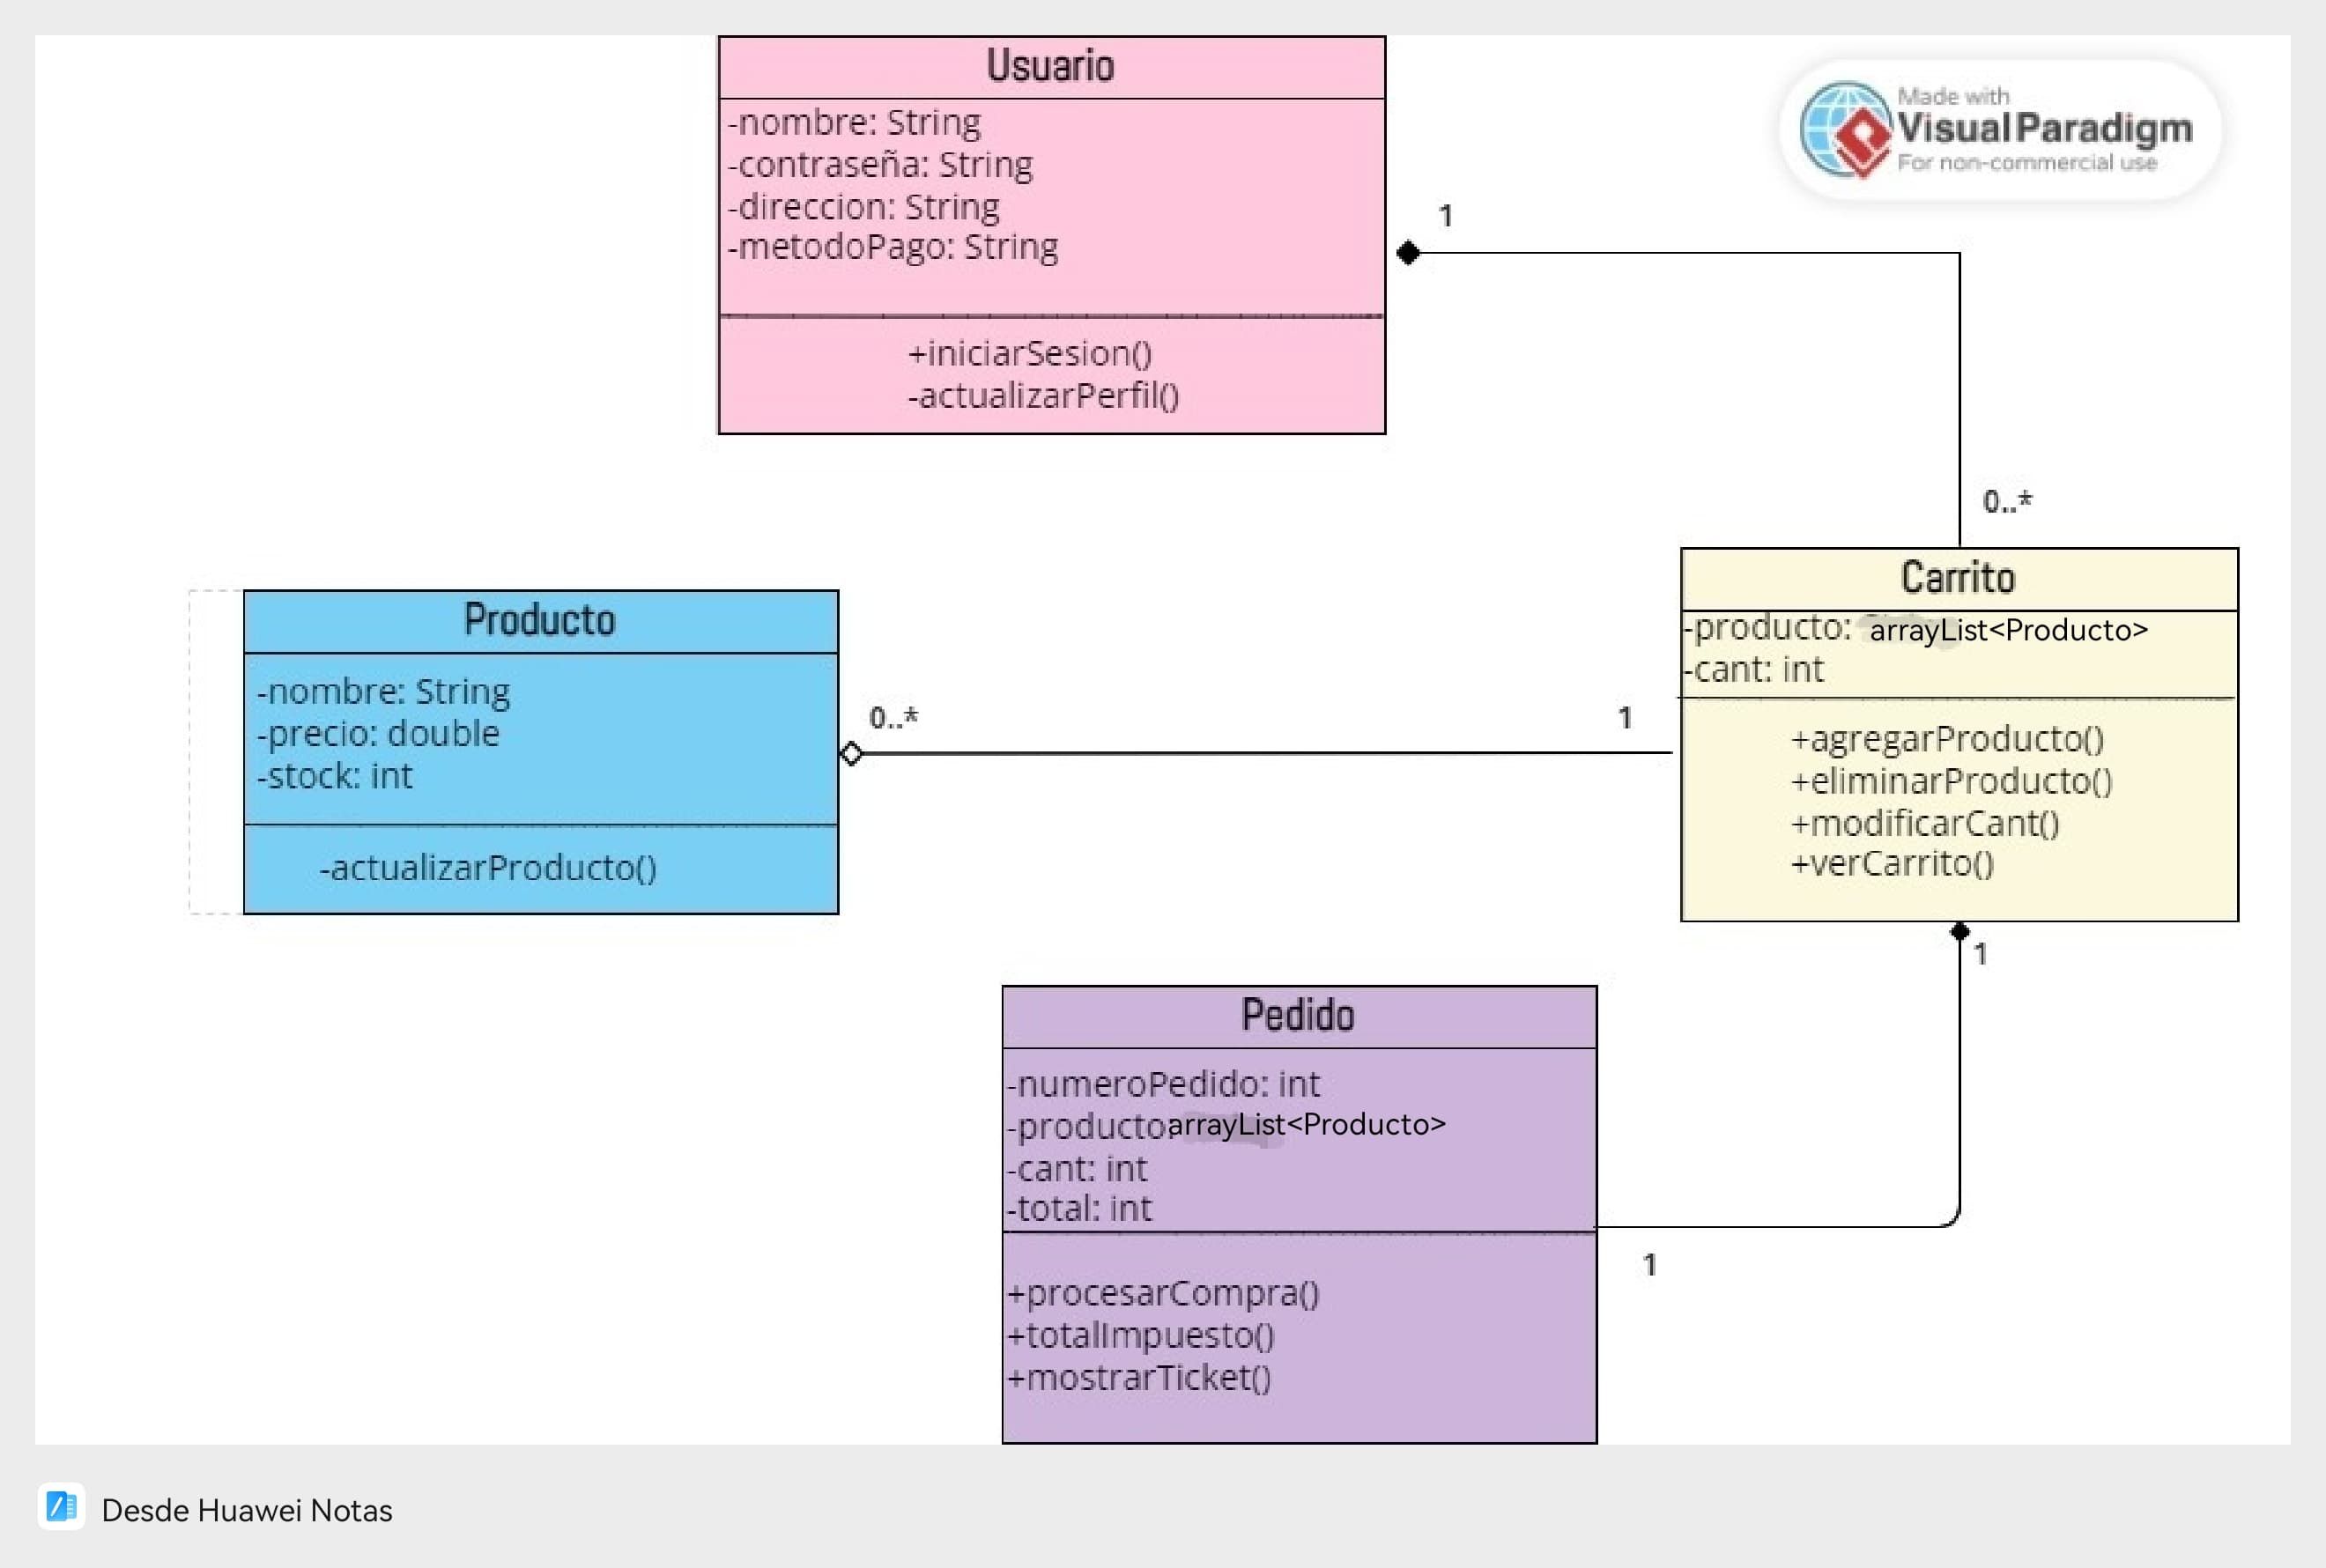 Usuario
-nombre: String
-contraseña: String
-direccion: String
-metodoPago: String
+iniciarSesion()
-actualizarPerfil()
Made with
Visual Paradigm
For non-commercial use
1
0..*
Producto
-nombre: String
-precio: double
-stock: int
-actualizarProducto()
0..*
1
Carrito
-producto: arrayList<Producto>
-cant: int
+agregarProducto()
+eliminarProducto()
+modificarCant()
+verCarrito()
1
Pedido
-numeroPedido: int
-producto: arrayList<Producto>
-cant: int
-total: int
+procesarCompra()
+totalImpuesto()
+mostrarTicket()
1
Desde Huawei Notas